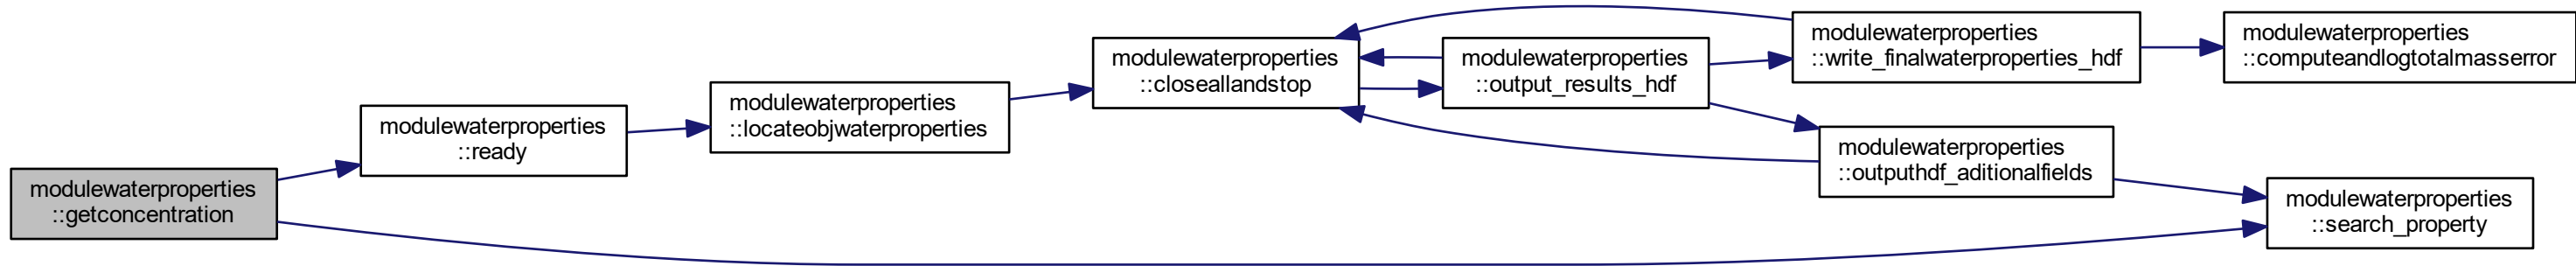 modulewaterproperties
::getconcentration
modulewaterproperties
::ready
modulewaterproperties
::locateobjwaterproperties
modulewaterproperties
::closeallandstop
modulewaterproperties
::output_results_hdf
modulewaterproperties
::write_finalwaterproperties_hdf
modulewaterproperties
::computeandlogtotalmasserror
modulewaterproperties
::outputhdf_aditionalfields
modulewaterproperties
::search_property